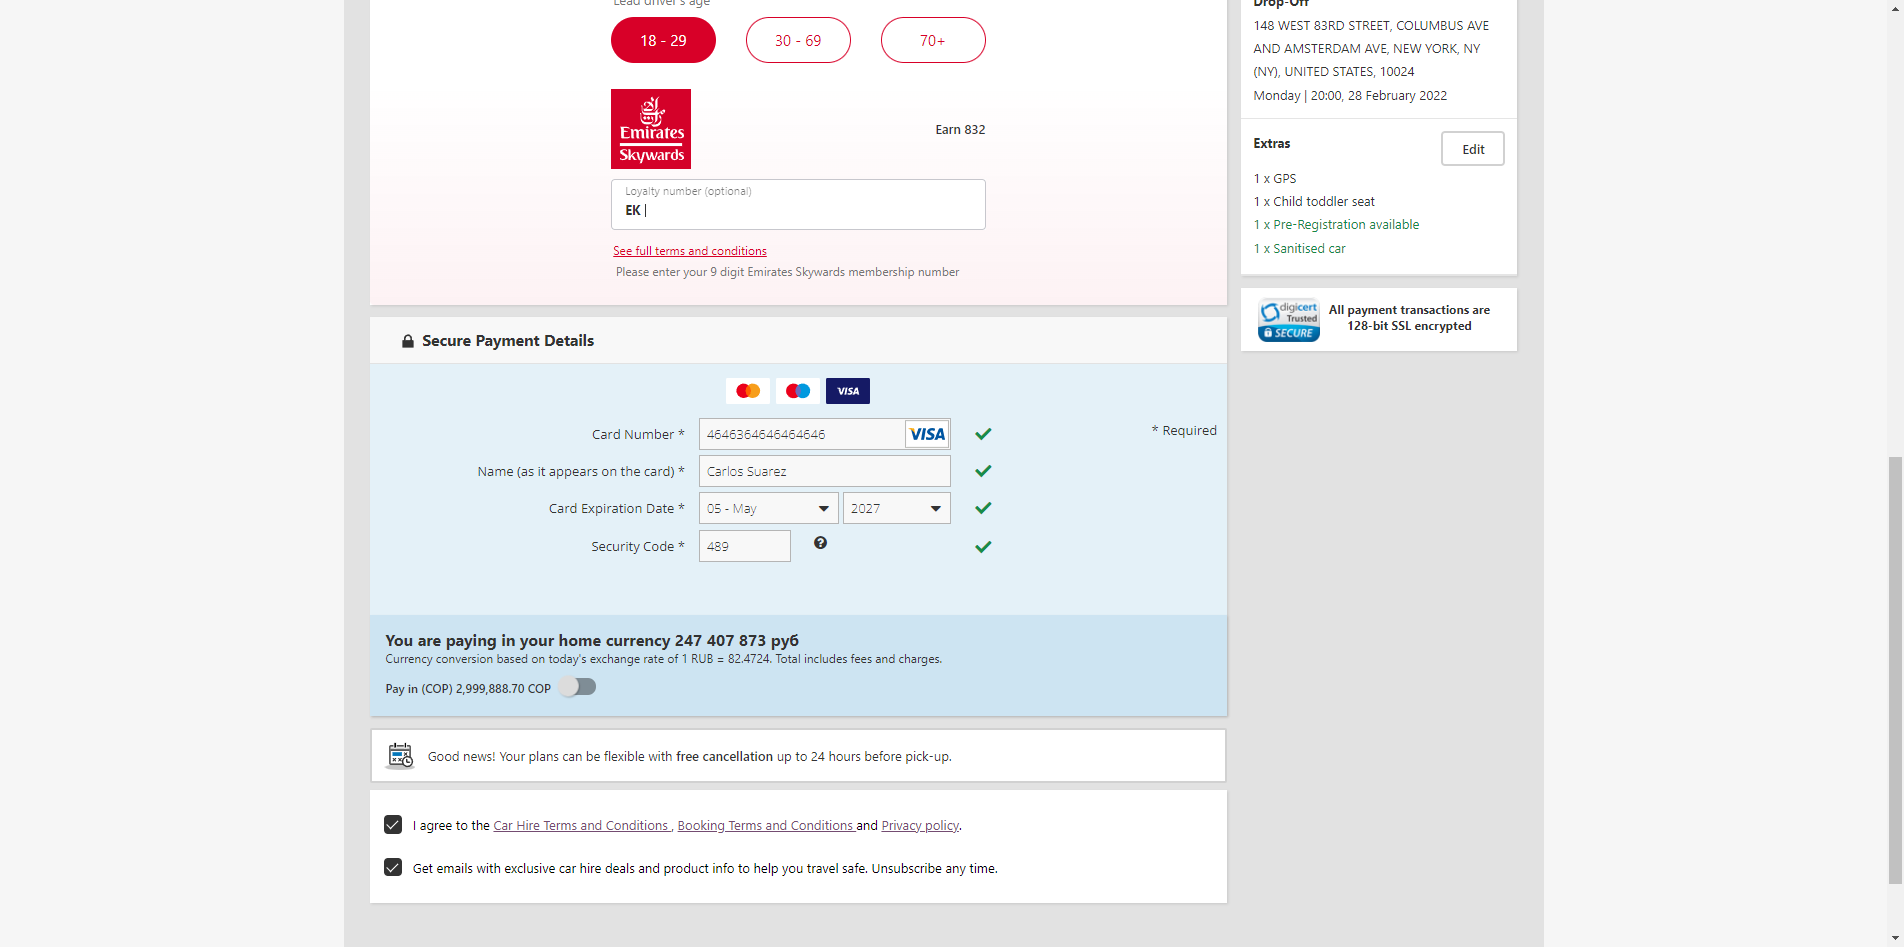 Lead driver's age
18 - 29
30 - 69
70+
Emirates
Skywards
Earn 832
Loyalty number (optional)
EK
See full terms and conditions
Please enter your 9 digit Emirates Skywards membership number
Secure Payment Details
VISA
Card Number *
4646364646464646
VISA
* Required
Name (as it appears on the card) *
Carlos Suarez
Card Expiration Date *
05 - May
2027
Security Code *
489
You are paying in your home currency 247 407 873 руб
Currency conversion based on today's exchange rate of 1 RUB = 82.4724. Total includes fees and charges.
Pay in (COP) 2,999,888.70 COP
Good news! Your plans can be flexible with free cancellation up to 24 hours before pick-up.
I agree to the Car Hire Terms and Conditions , Booking Terms and Conditions and Privacy policy.
Get emails with exclusive car hire deals and product info to help you travel safe. Unsubscribe any time.
Drop-Off
148 WEST 83RD STREET, COLUMBUS AVE
AND AMSTERDAM AVE, NEW YORK, NY
(NY), UNITED STATES, 10024
Monday | 20:00, 28 February 2022
Extras
Edit
1 x GPS
1 x Child toddler seat
1 x Pre-Registration available
1 x Sanitised car
digicert
Trusted
SECURE
All payment transactions are
128-bit SSL encrypted